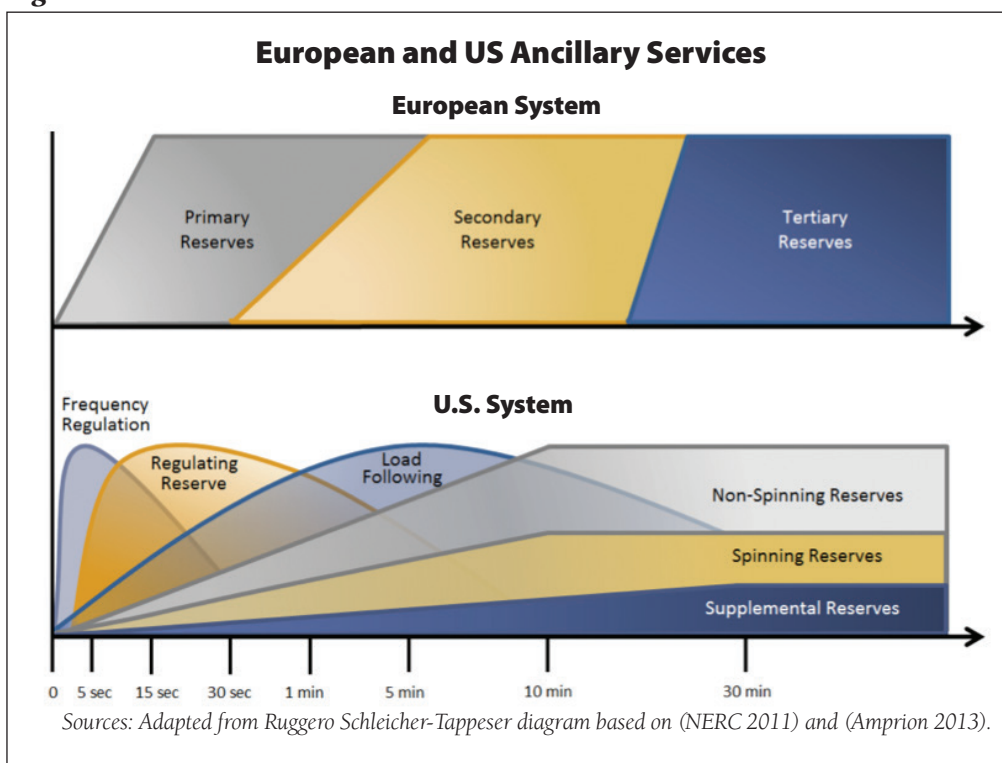 European and US Ancillary Services
European System
Primary
Reserves
Secondary
Reserves
Tertiary
Reserves
U.S. System
Frequency
Regulation
Regulating
Reserve
Load
Following
Non-Spinning Reserves
Spinning Reserves
Supplemental Reserves
0 5 sec 15 sec 30 sec 1 min 5 min 10 min 30 min
Sources: Adapted from Ruggero Schleicher-Tappeser diagram based on (NERC 2011) and (Amprion 2013).